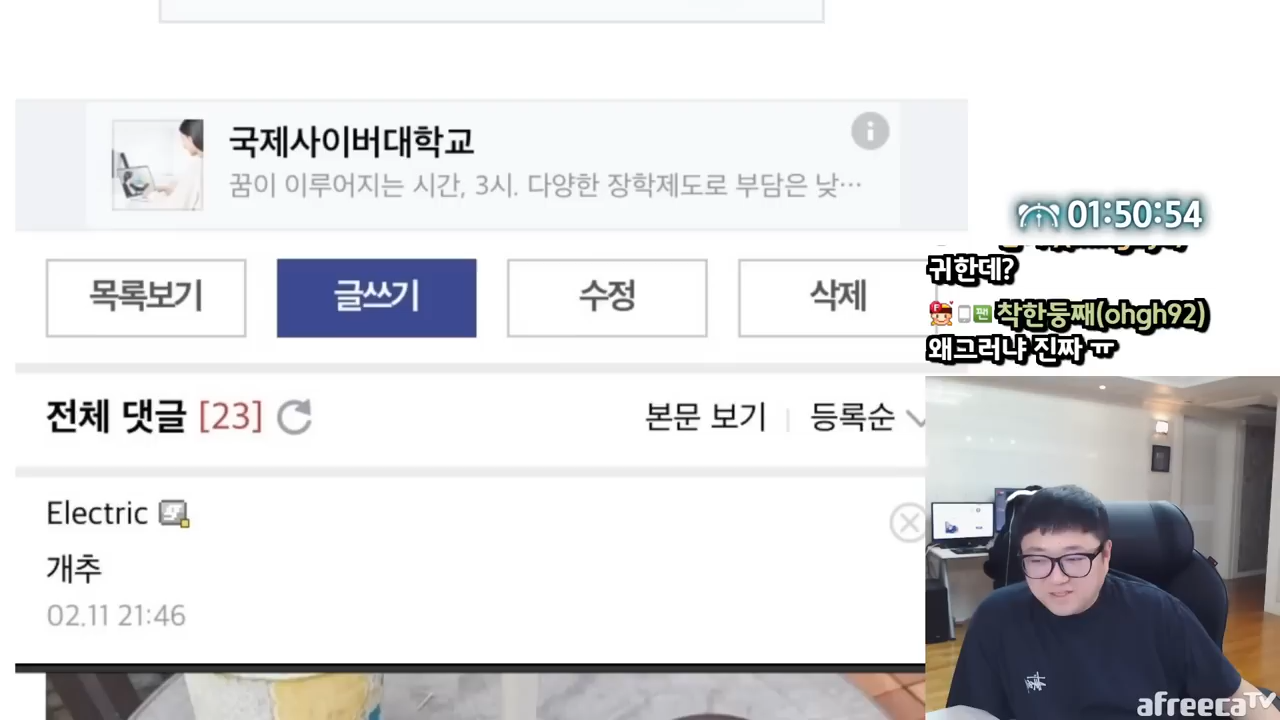 국제사이버대학교
꿈이 이루어지는 시간, 3시. 다양한 장학제도로 부담은 낮…
01:50:54
귀한데?
착한둥째(ohgh92)
왜그러냐 진짜 ㅠ
목록보기
글쓰기
수정
삭제
전체 댓글 [23]
본문 보기
등록순
Electric
개추
02.11 21:46
afreecaTV